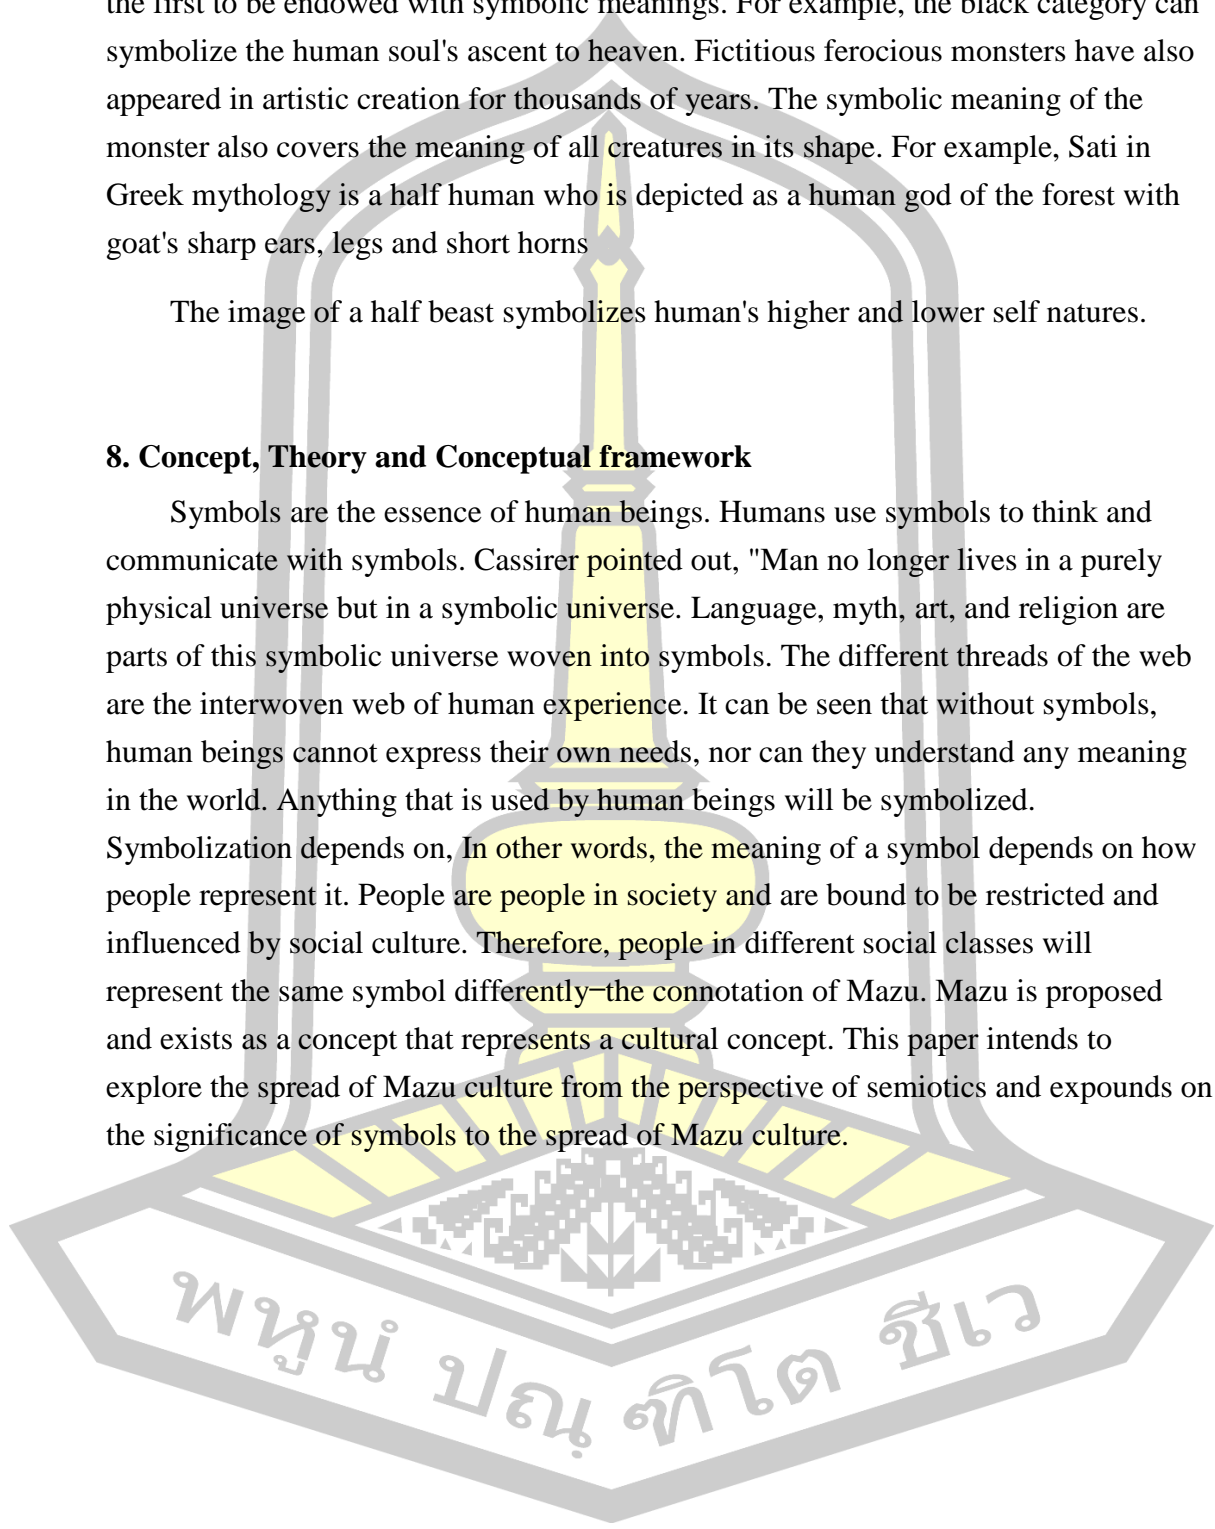 the first to be endowed with symbolic meanings. For example, the black category can
symbolize the human soul's ascent to heaven. Fictitious ferocious monsters have also
appeared in artistic creation for thousands of years. The symbolic meaning of the
monster also covers the meaning of all creatures in its shape. For example, Sati in
Greek mythology is a half human who is depicted as a human god of the forest with
goat's sharp ears, legs and short horns
The image of a half beast symbolizes human's higher and lower self natures.
8. Concept, Theory and Conceptual framework
Symbols are the essence of human beings. Humans use symbols to think and
communicate with symbols. Cassirer pointed out, "Man no longer lives in a purely
physical universe but in a symbolic universe. Language, myth, art, and religion are
parts of this symbolic universe woven into symbols. The different threads of the web
are the interwoven web of human experience. It can be seen that without symbols,
human beings cannot express their own needs, nor can they understand any meaning
in the world. Anything that is used by human beings will be symbolized.
Symbolization depends on, In other words, the meaning of a symbol depends on how
people represent it. People are people in society and are bound to be restricted and
influenced by social culture. Therefore, people in different social classes will
represent the same symbol differently—the connotation of Mazu. Mazu is proposed
and exists as a concept that represents a cultural concept. This paper intends to
explore the spread of Mazu culture from the perspective of semiotics and expounds on
the significance of symbols to the spread of Mazu culture.
พหูนํ ปณฺฑิโต ชีเว